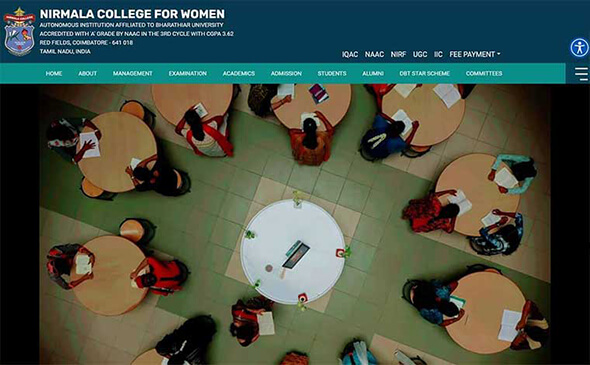 NIRMALA COLLEGE FOR WOMEN
AUTONOMOUS INSTITUTION AFFILIATED TO BHARATHIAR UNIVERSITY
ACCREDITED WITH 'A' GRADE BY NAAC IN THE 3RD CYCLE WITH CGPA 3.62
RED FIELDS, COIMBATORE - 641 018
TAMIL NADU, INDIA
IQAC NAAC NIRF UGC IIC FEE PAYMENT
HOME ABOUT MANAGEMENT EXAMINATION ACADEMICS ADMISSION STUDENTS ALUMNI DBT STAR SCHEME COMMITTEES